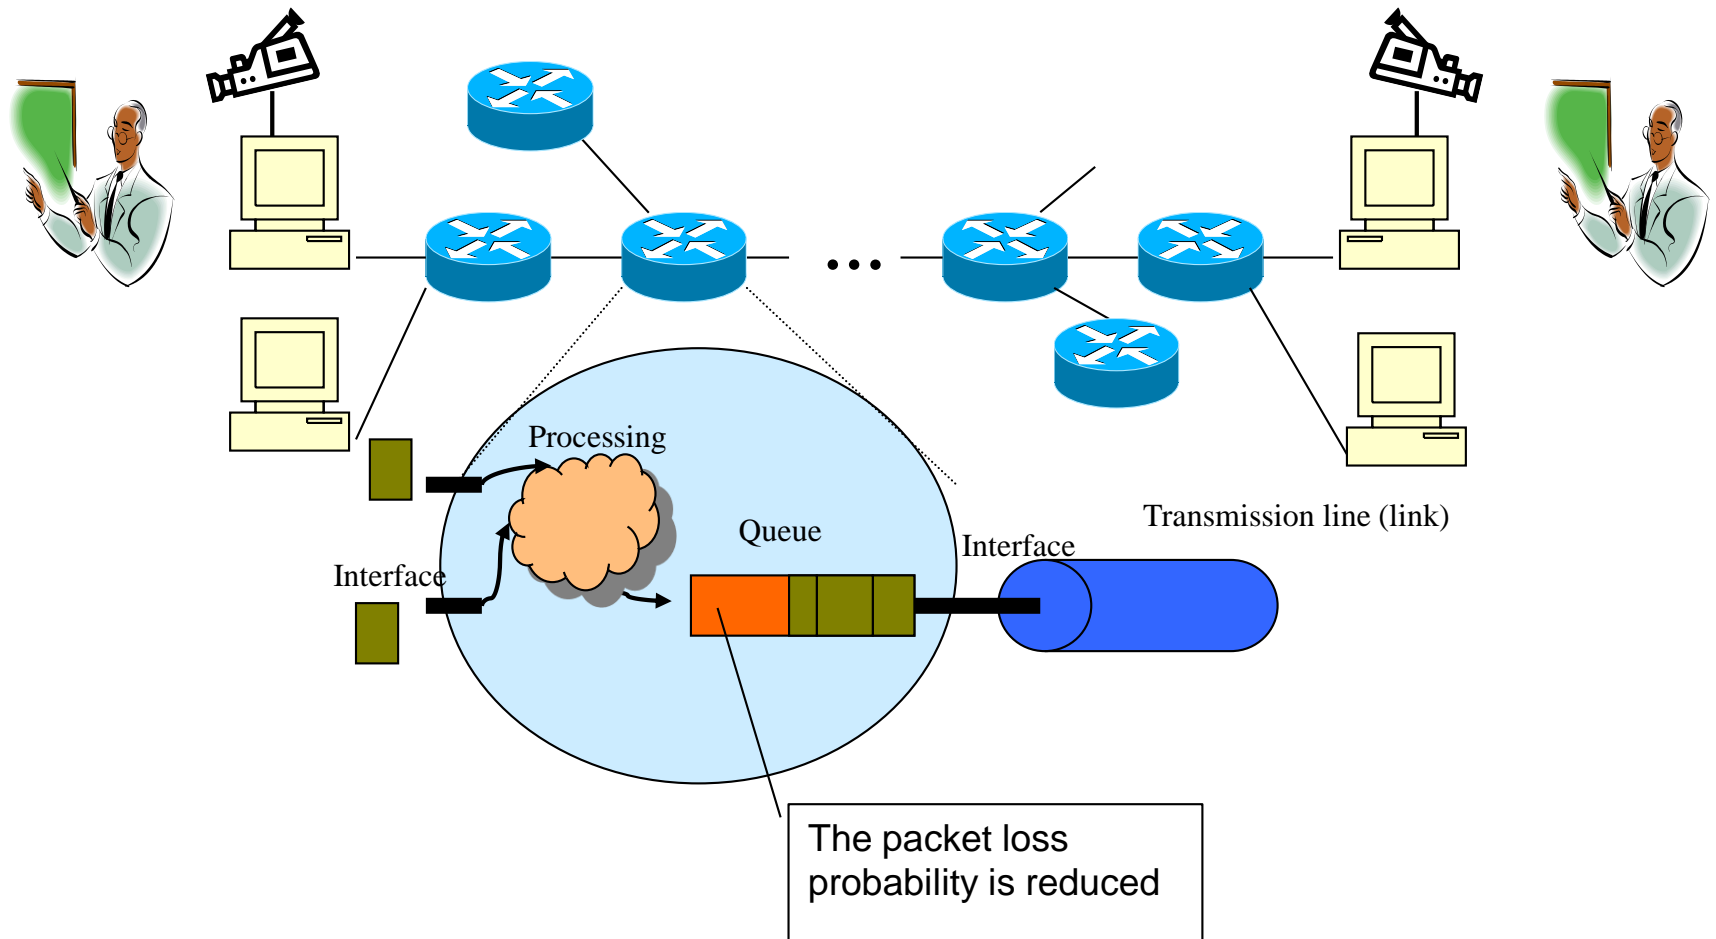 Processing
Transmission line (link)
Queue
Interface
Interface
The packet loss
probability is reduced